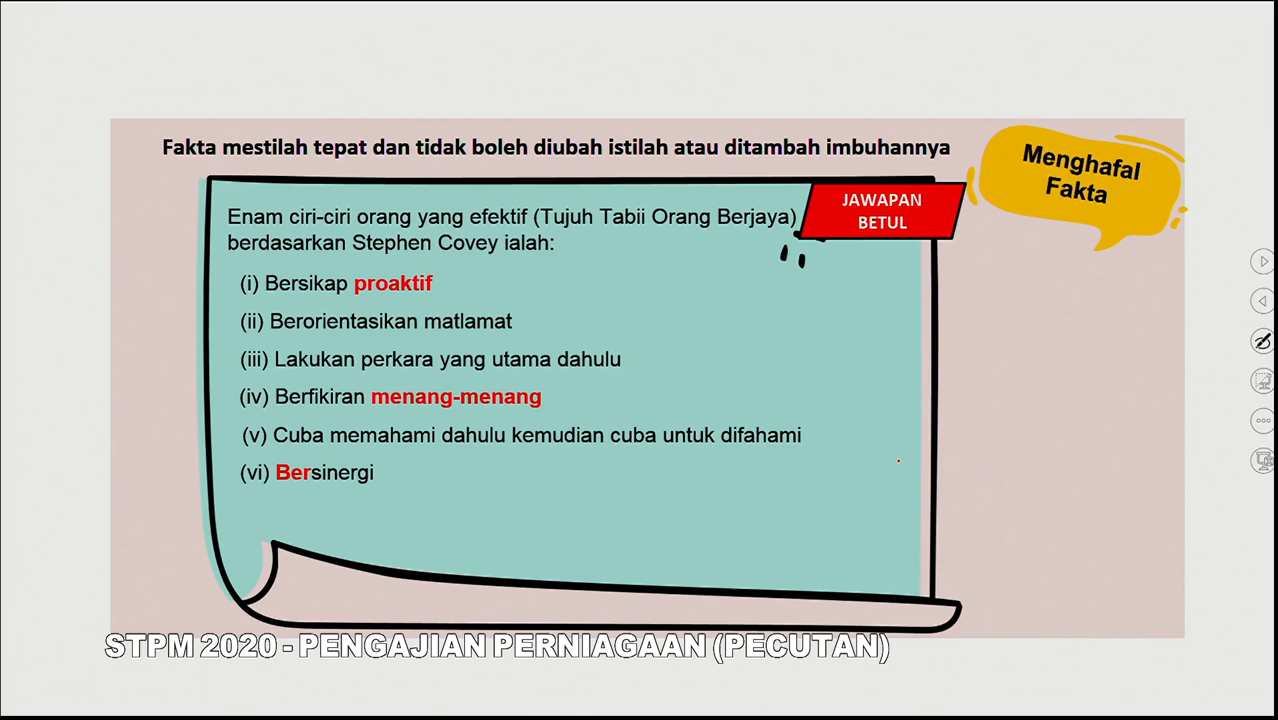 Fakta mestilah tepat dan tidak boleh diubah istilah atau ditambah imbuhannya
Menghafal
Fakta
JAWAPAN
BETUL
Enam ciri-ciri orang yang efektif (Tujuh Tabii Orang Berjaya)
berdasarkan Stephen Covey ialah:
(i) Bersikap proaktif
(ii) Berorientasikan matlamat
(iii) Lakukan perkara yang utama dahulu
(iv) Berfikiran menang-menang
(v) Cuba memahami dahulu kemudian cuba untuk difahami
(vi) Bersinergi
STPM 2020 - PENGAJIAN PERNIAGAAN (PECUTAN)